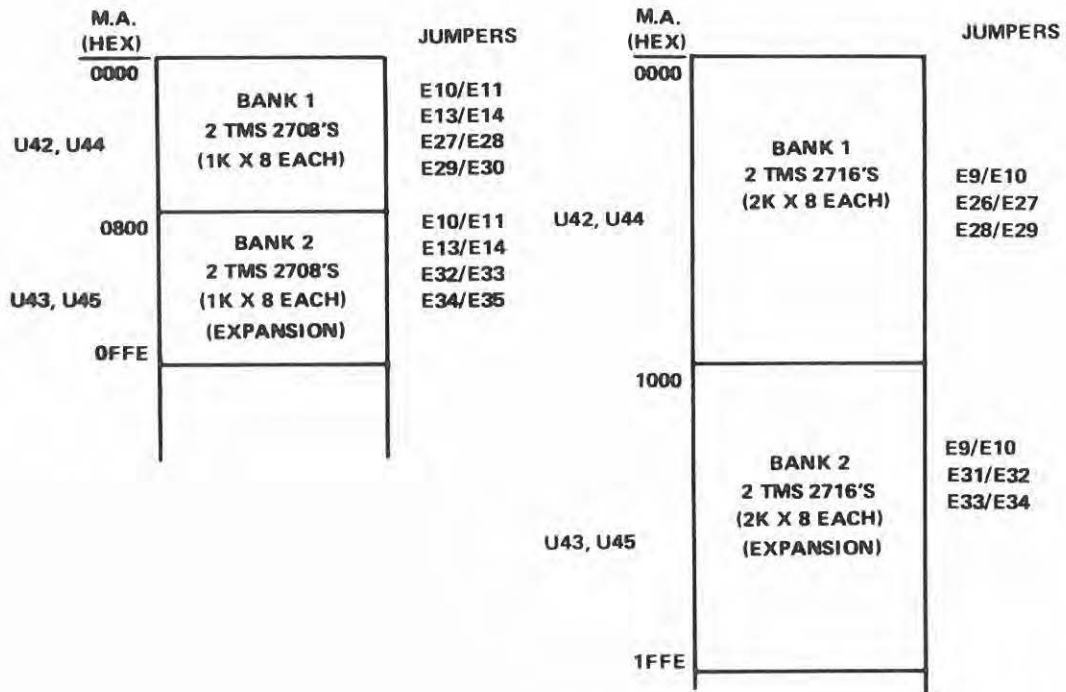 M.A.
(HEX)
JUMPERS
0000
BANK 1
2 TMS 2708'S
(1K X 8 EACH)
U42, U44
E10/E11
E13/E14
E27/E28
E29/E30
0800
BANK 2
2 TMS 2708'S
(1K X 8 EACH)
(EXPANSION)
U43, U45
E10/E11
E13/E14
E32/E33
E34/E35
0FFE
M.A.
(HEX)
JUMPERS
0000
BANK 1
2 TMS 2716'S
(2K X 8 EACH)
U42, U44
E9/E10
E26/E27
E28/E29
1000
BANK 2
2 TMS 2716'S
(2K X 8 EACH)
(EXPANSION)
U43, U45
E9/E10
E31/E32
E33/E34
1FFE